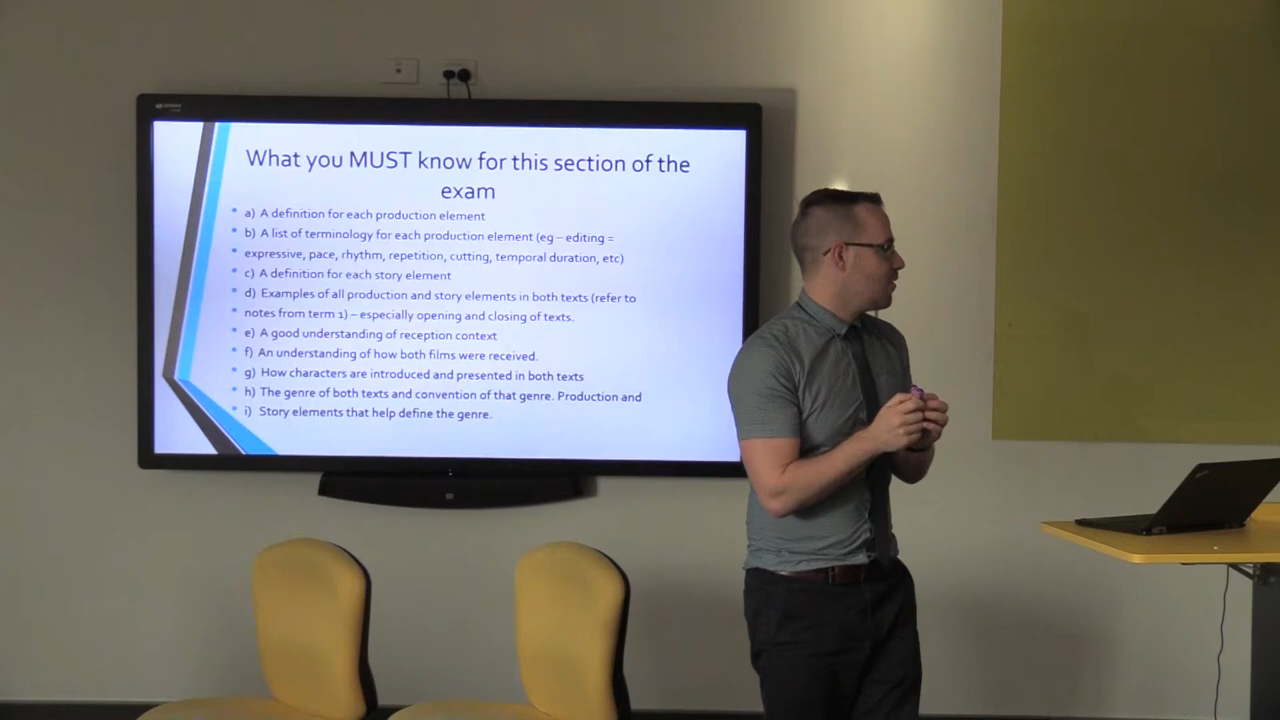 What you MUST know for this section of the
exam
a) A definition for each production element
b) A list of terminology for each production element (eg – editing =
expressive, pace, rhythm, repetition, cutting, temporal duration, etc)
c) A definition for each story element
d) Examples of all production and story elements in both texts (refer to
notes from term 1) – especially opening and closing of texts.
e) A good understanding of reception context
f) An understanding of how both films were received.
g) How characters are introduced and presented in both texts
h) The genre of both texts and convention of that genre. Production and
i) Story elements that help define the genre.